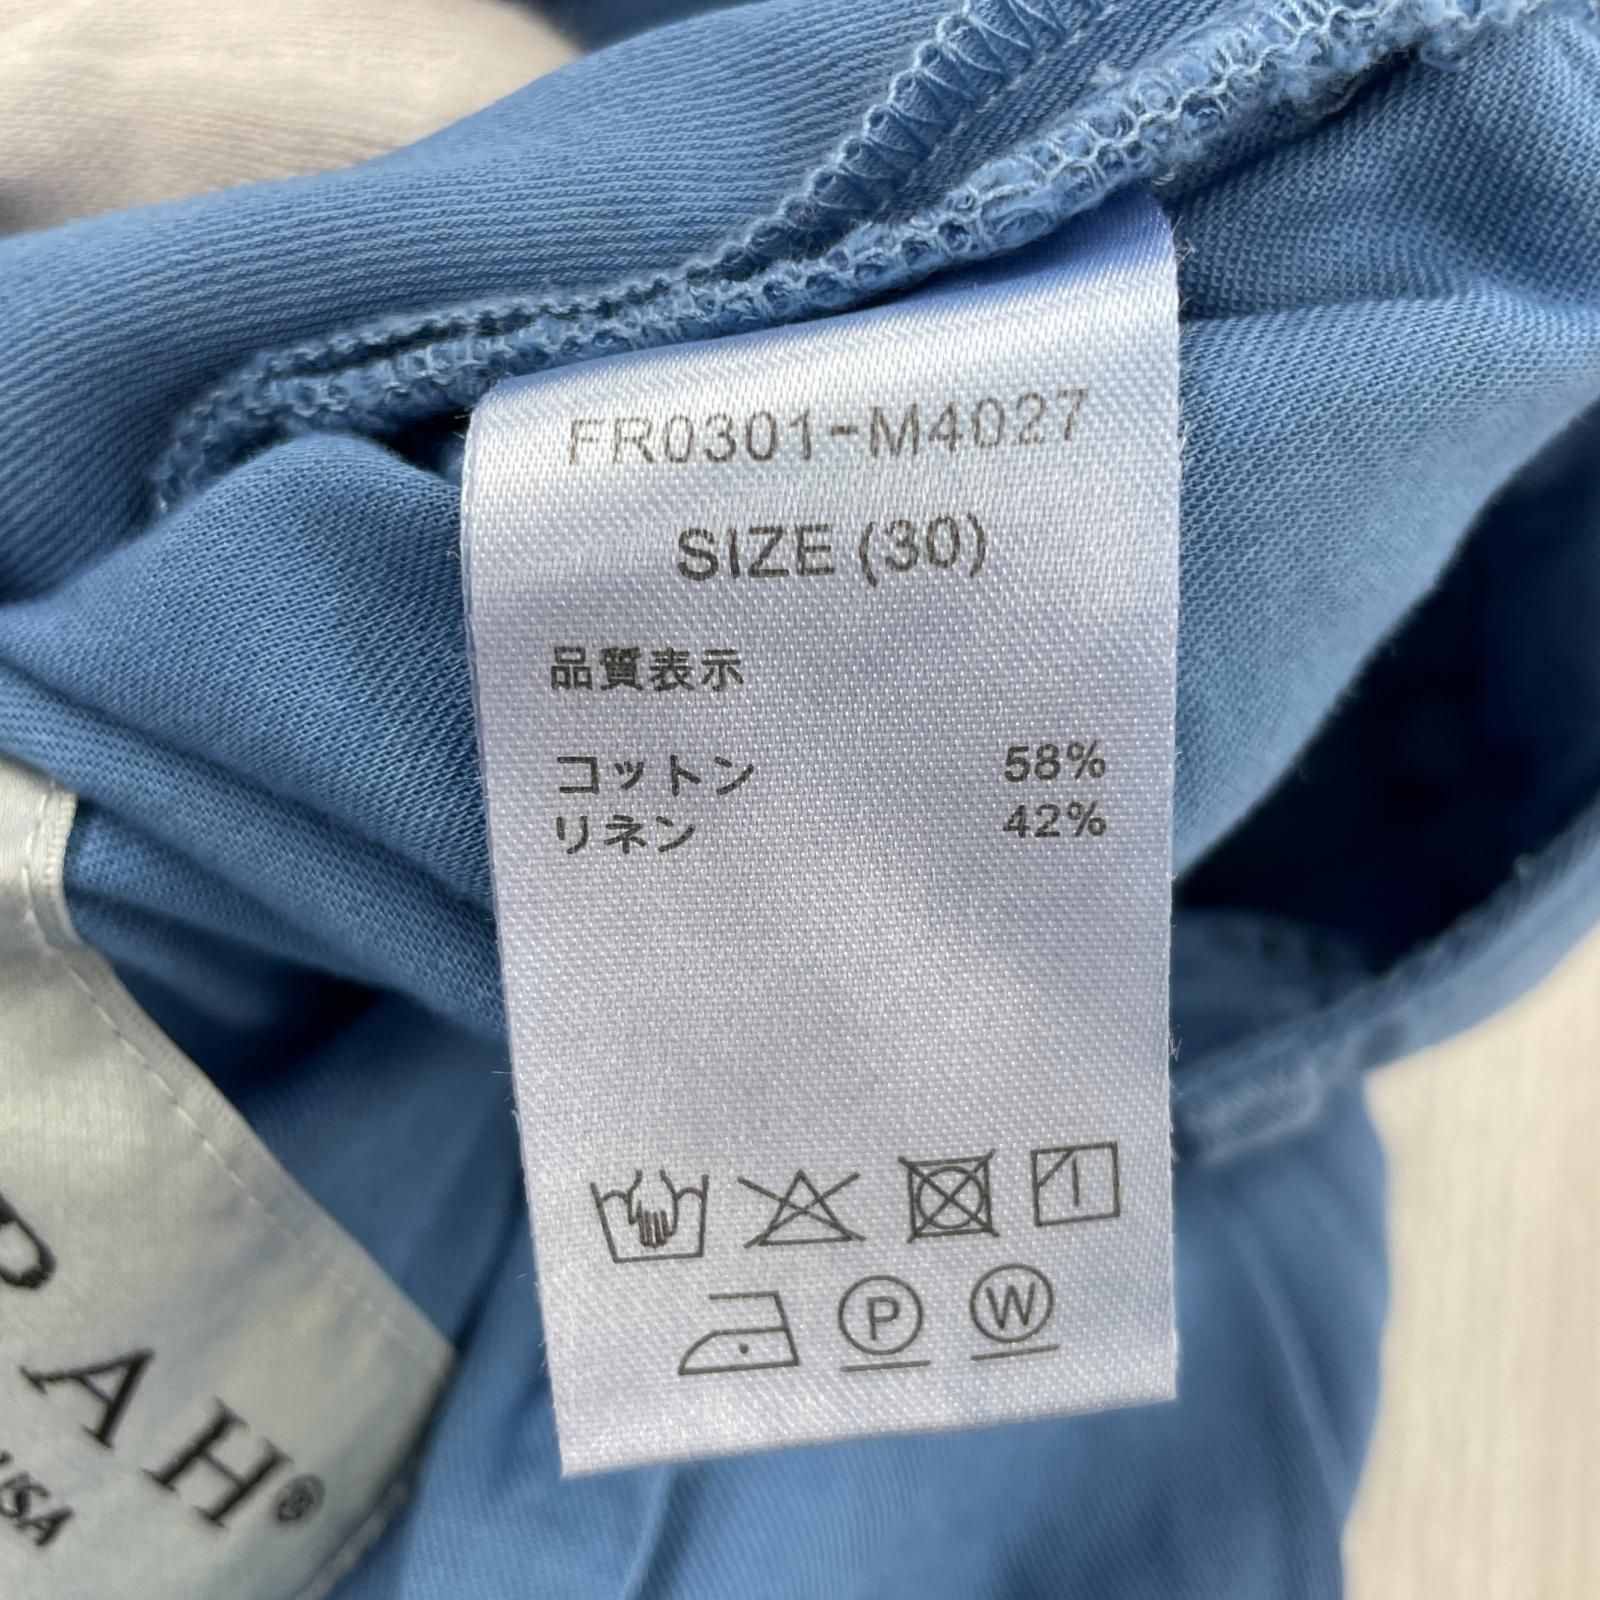 FR0301-M4027
SIZE (30)
品質表示
コットン 58%
リネン 42%
P W
PAH®
USA